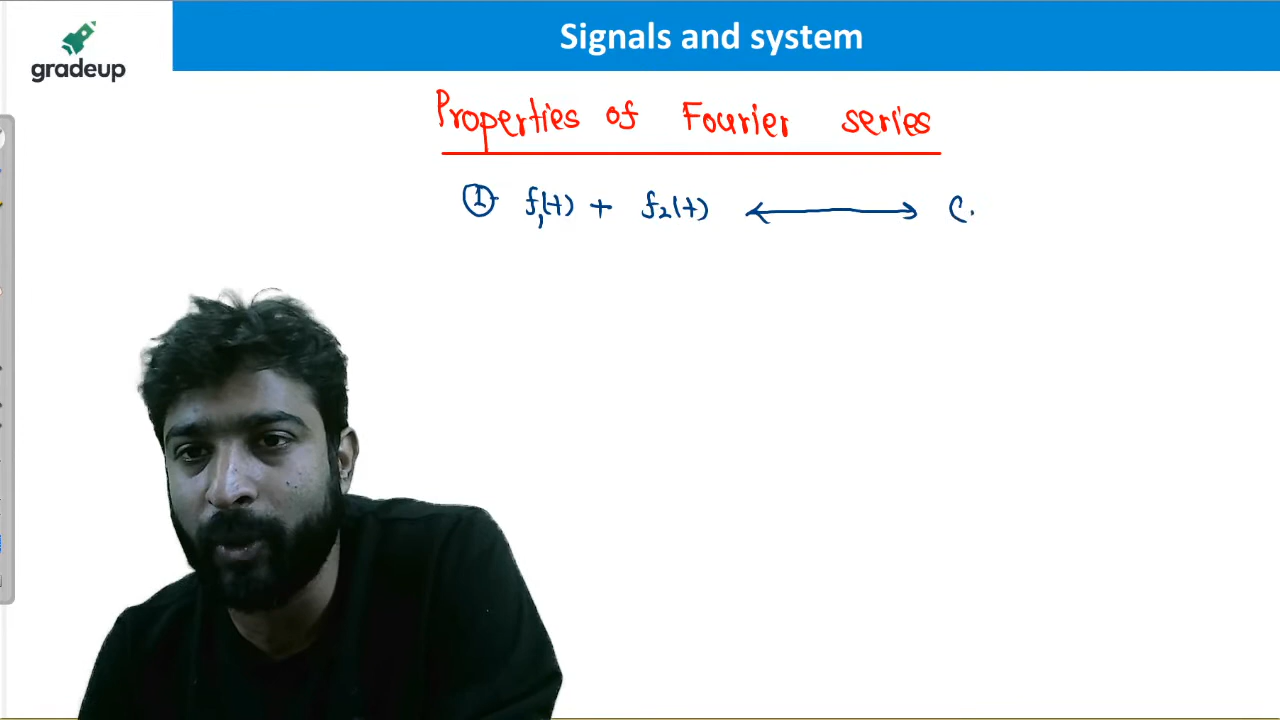 Signals and system
gradeup
Properties of Fourier series
① f₁(t) + f₂(t) ⟷ C